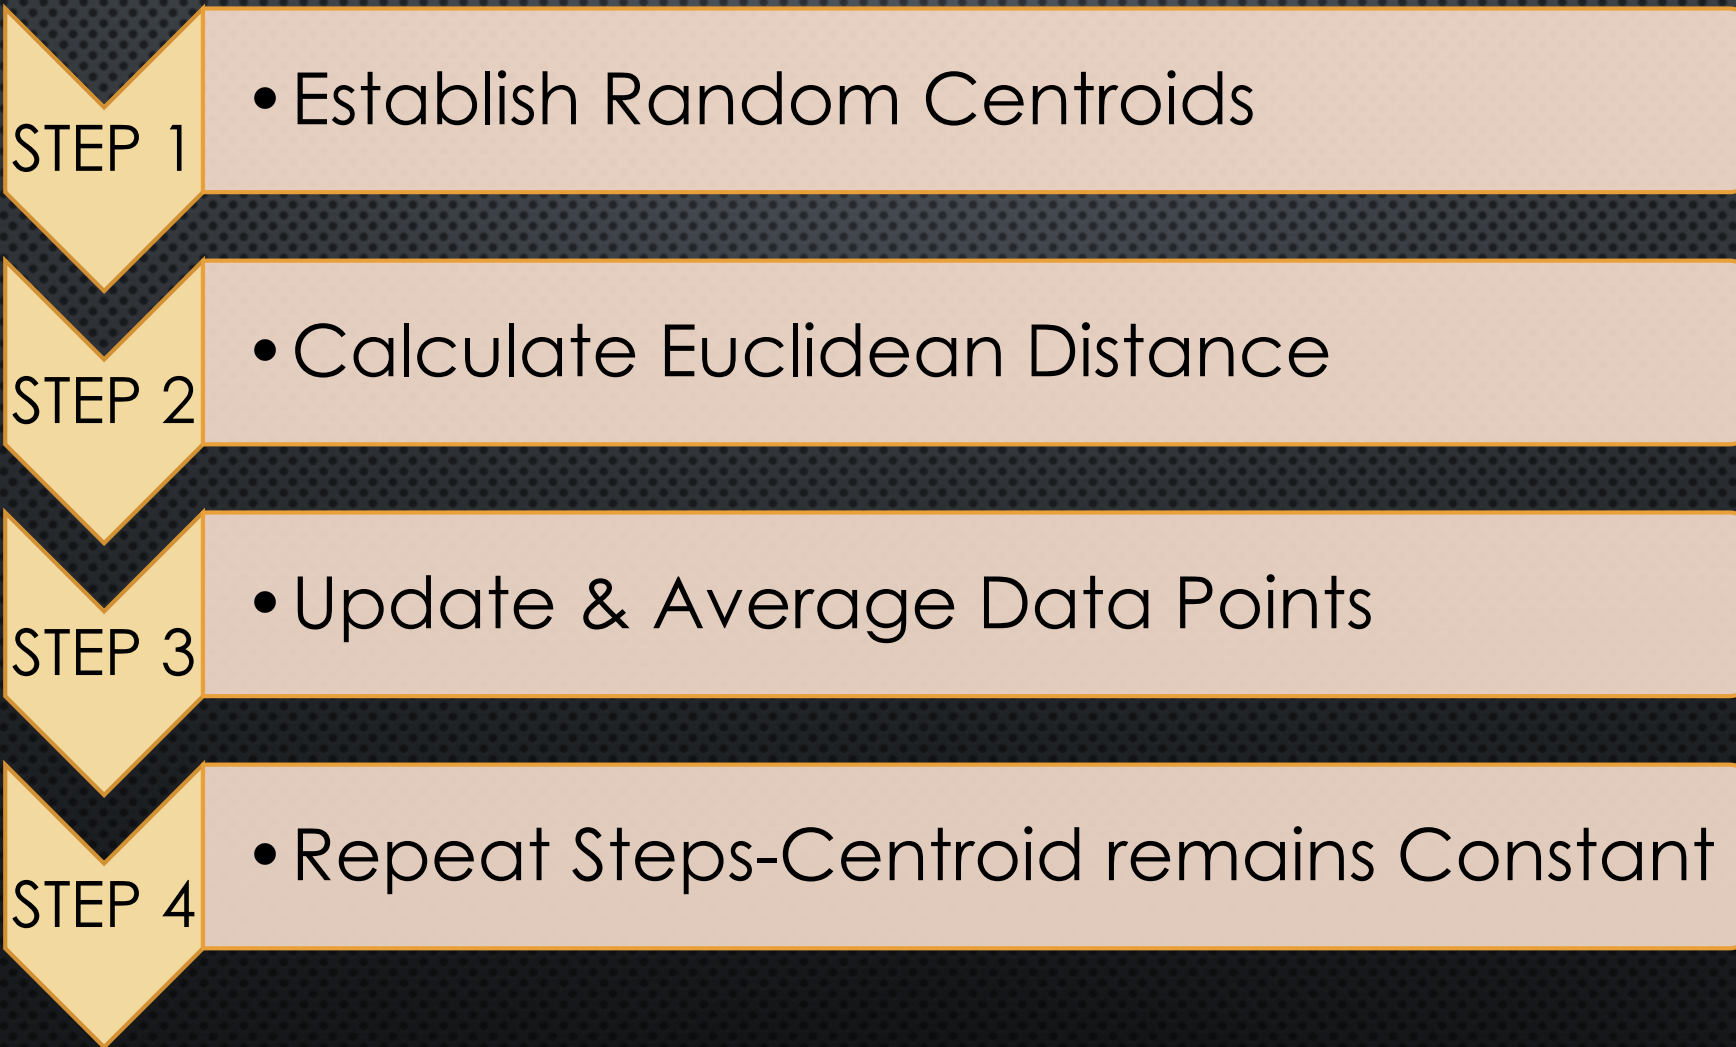 STEP 1
•Establish Random Centroids
STEP 2
•Calculate Euclidean Distance
STEP 3
•Update & Average Data Points
STEP 4
•Repeat Steps-Centroid remains Constant